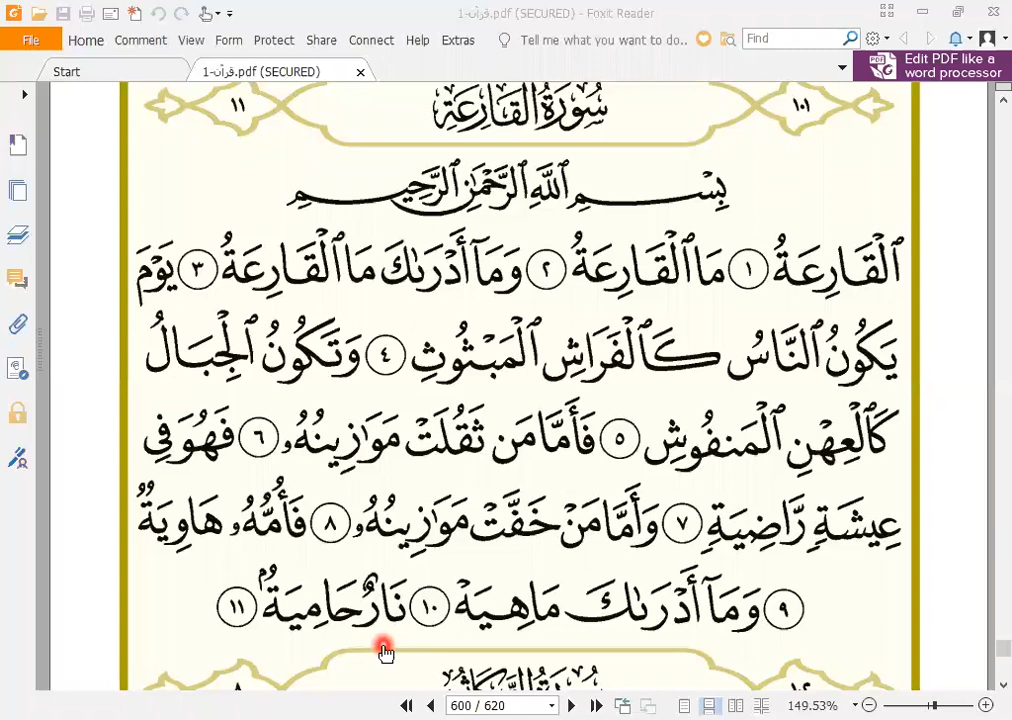 1-قرآن.pdf (SECURED) - Foxit Reader
File Home Comment View Form Protect Share Connect Help Extras Tell me what you want to do.. Find
Start 1-قرآن.pdf (SECURED) Edit PDF like a word processor
١٠١ سُورَةُ القَارِعَةِ ١١
بِسْمِ ٱللَّهِ ٱلرَّحْمَٰنِ ٱلرَّحِيمِ
ٱلْقَارِعَةُ ١ مَا ٱلْقَارِعَةُ ٢ وَمَآ أَدْرَىٰكَ مَا ٱلْقَارِعَةُ ٣ يَوْمَ
يَكُونُ ٱلنَّاسُ كَٱلْفَرَاشِ ٱلْمَبْثُوثِ ٤ وَتَكُونُ ٱلْجِبَالُ
كَٱلْعِهْنِ ٱلْمَنفُوشِ ٥ فَأَمَّا مَن ثَقُلَتْ مَوَٰزِينُهُۥ ٦ فَهُوَ فِى
عِيشَةٍ رَّاضِيَةٍ ٧ وَأَمَّا مَنْ خَفَّتْ مَوَٰزِينُهُۥ ٨ فَأُمُّهُۥ هَاوِيَةٌ
٩ وَمَآ أَدْرَىٰكَ مَا هِيَهْ ١٠ نَارٌ حَامِيَةٌۢ ١١
600 / 620 149.53%